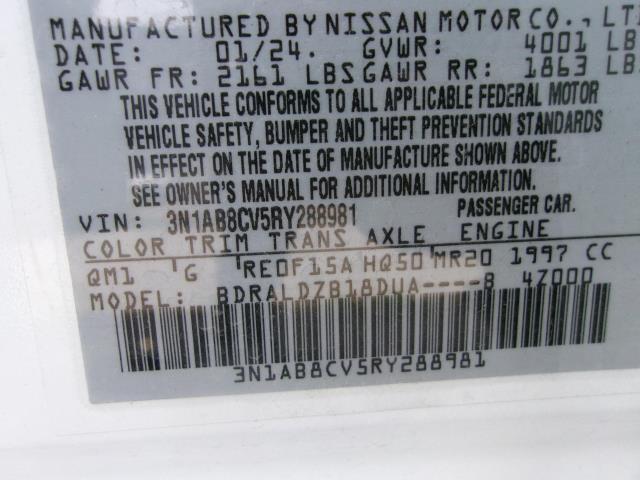 MANUFACTURED BY NISSAN MOTOR CO., LT
DATE: 01/24. GVWR: 4001 LB
GAWR FR: 2161 LBS GAWR RR: 1863 LB
THIS VEHICLE CONFORMS TO ALL APPLICABLE FEDERAL MOTOR
VEHICLE SAFETY, BUMPER AND THEFT PREVENTION STANDARDS
IN EFFECT ON THE DATE OF MANUFACTURE SHOWN ABOVE.
SEE OWNER'S MANUAL FOR ADDITIONAL INFORMATION.
VIN: 3N1AB8CV5RY288981 PASSENGER CAR.
COLOR TRIM TRANS AXLE ENGINE
QM1 'G 'RE0F15A HQ50 MR20 1997 CC
MODEL: BDRALDZB18DUA----8 4Z000
3N1AB8CV5RY288981